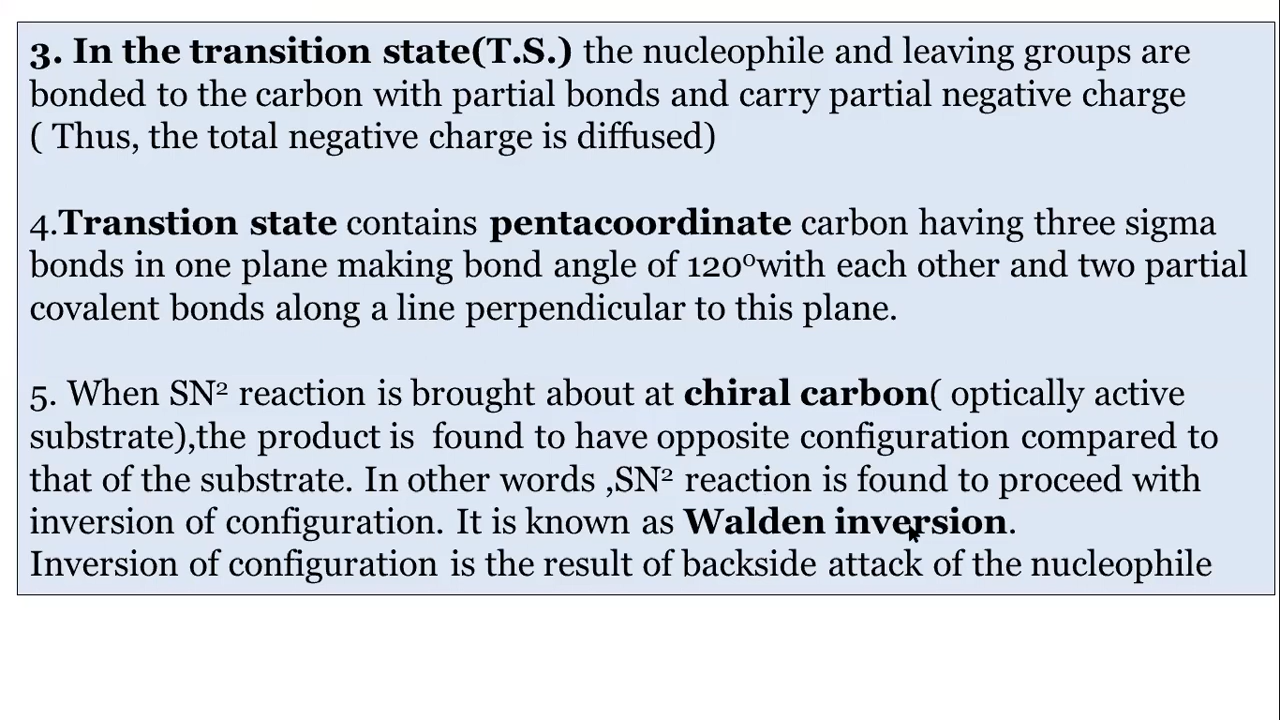 3. In the transition state(T.S.) the nucleophile and leaving groups are
bonded to the carbon with partial bonds and carry partial negative charge
( Thus, the total negative charge is diffused)
4.Transtion state contains pentacoordinate carbon having three sigma
bonds in one plane making bond angle of 120⁰with each other and two partial
covalent bonds along a line perpendicular to this plane.
5. When SN² reaction is brought about at chiral carbon( optically active
substrate),the product is found to have opposite configuration compared to
that of the substrate. In other words ,SN² reaction is found to proceed with
inversion of configuration. It is known as Walden inversion.
Inversion of configuration is the result of backside attack of the nucleophile